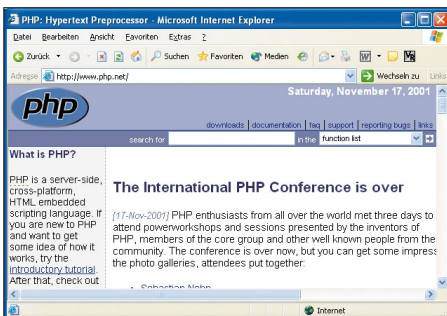 PHP: Hypertext Preprocessor - Microsoft Internet Explorer
Datei Bearbeiten Ansicht Favoriten Extras ?
Zurück Suchen Favoriten Medien
Adresse http://www.php.net/ Wechseln zu Links
Saturday, November 17, 2001
php
downloads | documentation | faq | support | reporting bugs | links
search for in the function list
What is PHP?
PHP is a server-side,
cross-platform,
HTML embedded
scripting language. If
you are new to PHP
and want to get
some idea of how it
works, try the
introductory tutorial.
After that, check out
The International PHP Conference is over
[17-Nov-2001] PHP enthusiasts from all over the world met three days to
attend powerworkshops and sessions presented by the inventors of
PHP, members of the core group and other well known people from the
community. The conference is over now, but you can get some impress
the photo galleries, attendees put together:
Internet